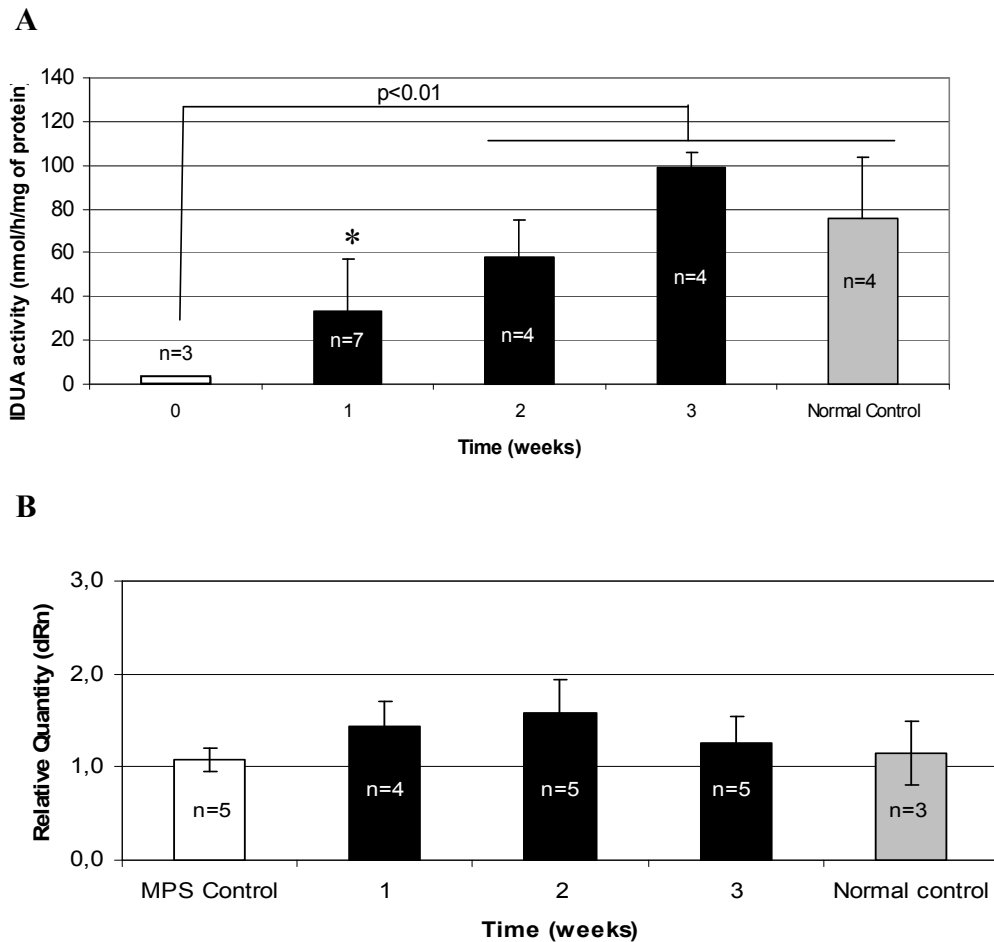 A
IDUA activity (nmol/h/mg of protein)
140
120
100
80
60
40
20
0
p<0.01
*
n=3
n=7
n=4
n=4
n=4
0
1
2
3
Normal Control
Time (weeks)
B
Relative Quantity (dRn)
3,0
2,0
1,0
0,0
n=5
n=4
n=5
n=5
n=3
MPS Control
1
2
3
Normal control
Time (weeks)